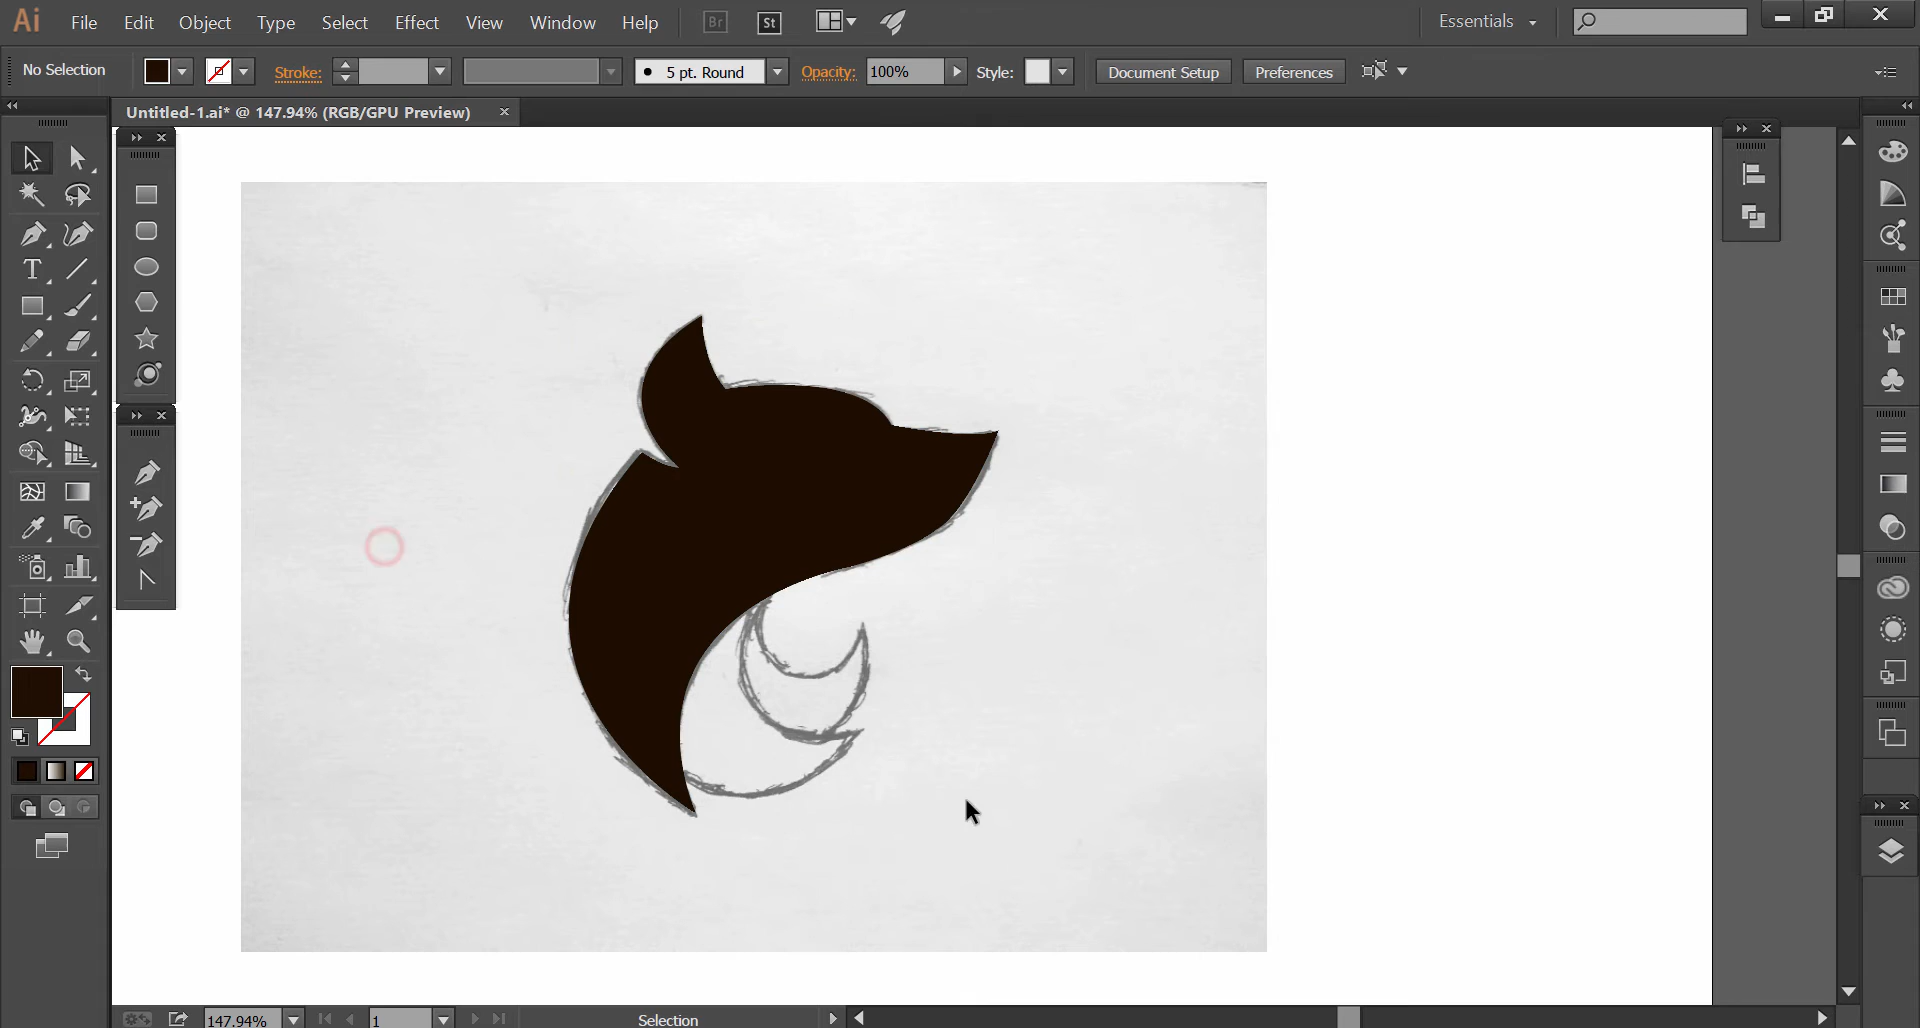 Ai File Edit Object Type Select Effect View Window Help Br St Essentials
No Selection Stroke: 5 pt. Round Opacity: 100% Style: Document Setup Preferences
Untitled-1.ai* @ 147.94% (RGB/GPU Preview)
T
147.94% 1 Selection